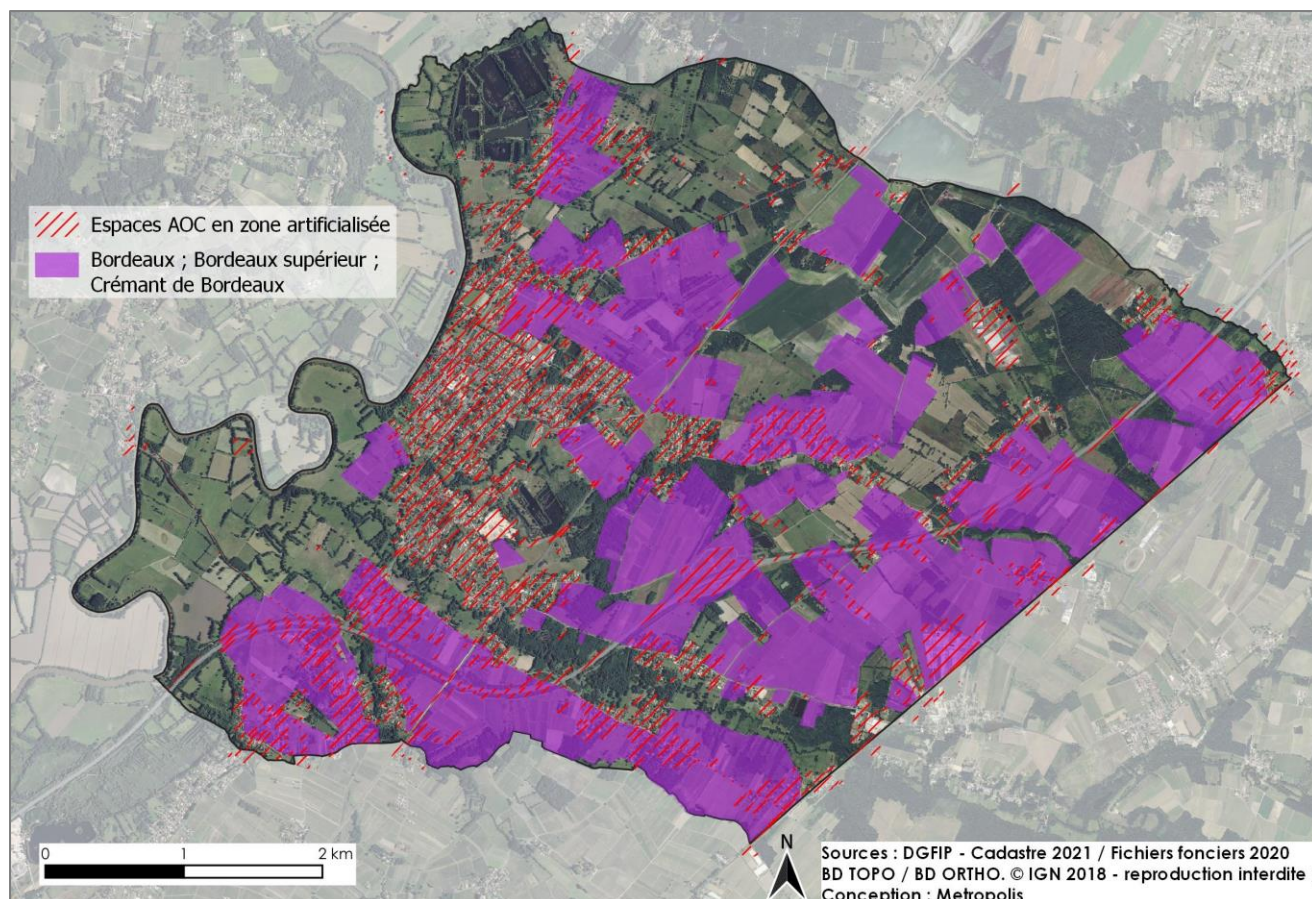 Espaces AOC en zone artificialisée
Bordeaux ; Bordeaux supérieur ;
Crémant de Bordeaux
0 1 2 km
N
Sources : DGFIP - Cadastre 2021 / Fichiers fonciers 2020
BD TOPO / BD ORTHO. © IGN 2018 - reproduction interdite
Conception : Metropolis